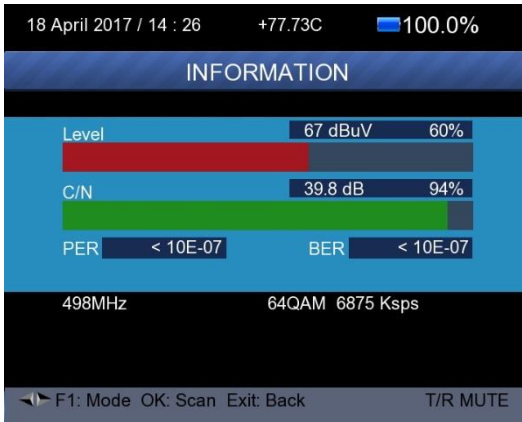 18 April 2017 / 14 : 26 +77.73C 100.0%
INFORMATION
Level 67 dBuV 60%
C/N 39.8 dB 94%
PER < 10E-07 BER < 10E-07
498MHz 64QAM 6875 Ksps
F1: Mode OK: Scan Exit: Back T/R MUTE